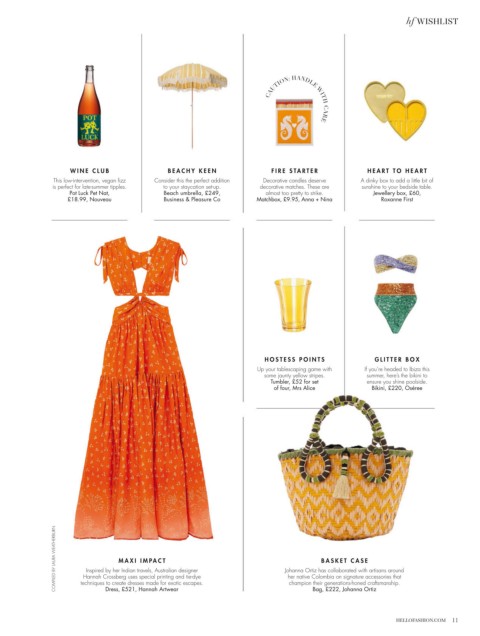 hf WISHLIST
POT
LUCK
CAUTION: HANDLE WITH CARE
WINE CLUB
This low-intervention, vegan fizz
is perfect for late-summer tipples.
Pot Luck Pet Nat,
£18.99, Nouveau
BEACHY KEEN
Consider this the perfect addition
to your staycation setup.
Beach umbrella, £249,
Business & Pleasure Co
FIRE STARTER
Decorative candles deserve
decorative matches. These are
almost too pretty to strike.
Matchbox, £9.95, Anna + Nina
HEART TO HEART
A dinky box to add a little bit of
sunshine to your bedside table.
Jewellery box, £60,
Roxanne First
HOSTESS POINTS
Up your tablescaping game with
some jaunty yellow stripes.
Tumbler, £52 for set
of four, Mrs Alice
GLITTER BOX
If you're headed to Ibiza this
summer, here's the bikini to
ensure you shine poolside.
Bikini, £220, Oséree
MAXI IMPACT
Inspired by her Indian travels, Australian designer
Hannah Crossberg uses special printing and tie-dye
techniques to create dresses made for exotic escapes.
Dress, £521, Hannah Artwear
BASKET CASE
Johanna Ortiz has collaborated with artisans around
her native Colombia on signature accessories that
champion their generations-honed craftsmanship.
Bag, £222, Johanna Ortiz
HELLOFASHION.COM 11